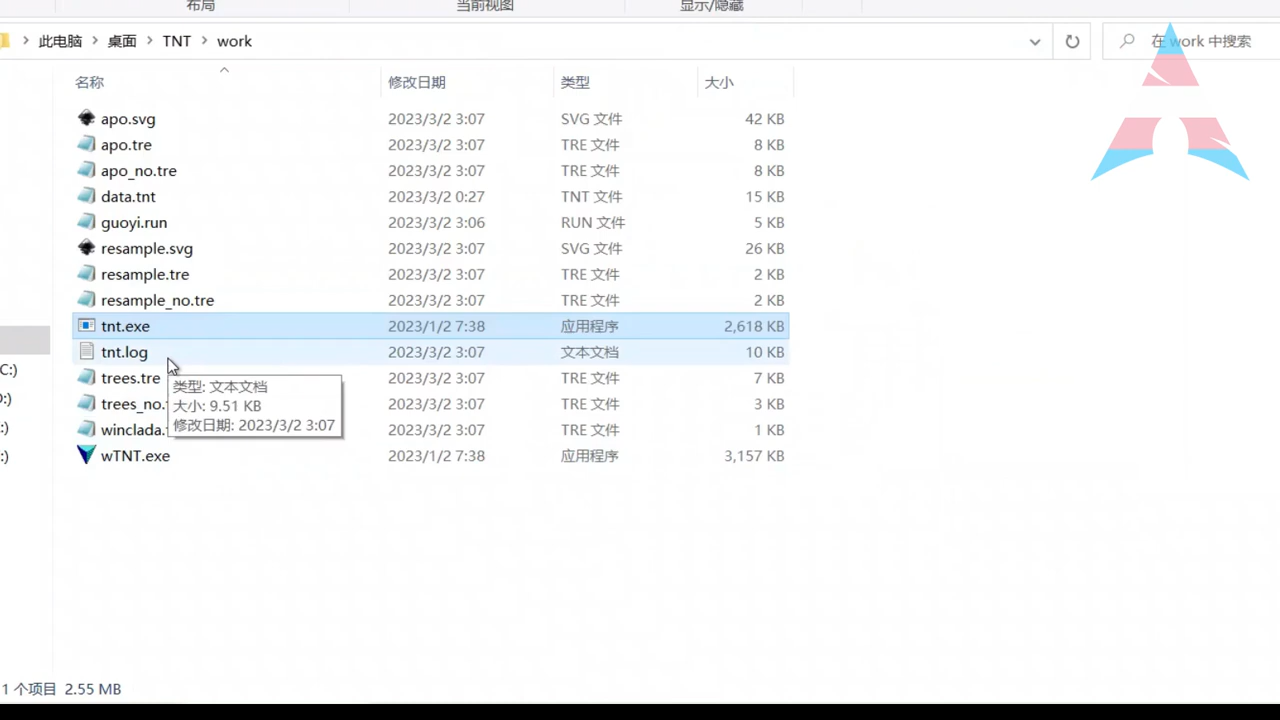 布局
当前视图
显示/隐藏
此电脑 > 桌面 > TNT > work
在 work 中搜索
名称 修改日期 类型 大小
apo.svg 2023/3/2 3:07 SVG 文件 42 KB
apo.tre 2023/3/2 3:07 TRE 文件 8 KB
apo_no.tre 2023/3/2 3:07 TRE 文件 8 KB
data.tnt 2023/3/2 0:27 TNT 文件 15 KB
guoyi.run 2023/3/2 3:06 RUN 文件 5 KB
resample.svg 2023/3/2 3:07 SVG 文件 26 KB
resample.tre 2023/3/2 3:07 TRE 文件 2 KB
resample_no.tre 2023/3/2 3:07 TRE 文件 2 KB
tnt.exe 2023/1/2 7:38 应用程序 2,618 KB
tnt.log 2023/3/2 3:07 文本文档 10 KB
C:)
trees.tre 2023/3/2 3:07 TRE 文件 7 KB
类型: 文本文档
:)
trees_no. 2023/3/2 3:07 TRE 文件 3 KB
大小: 9.51 KB
:)
winclada. 2023/3/2 3:07 TRE 文件 1 KB
修改日期: 2023/3/2 3:07
:)
wTNT.exe 2023/1/2 7:38 应用程序 3,157 KB
1 个项目 2.55 MB